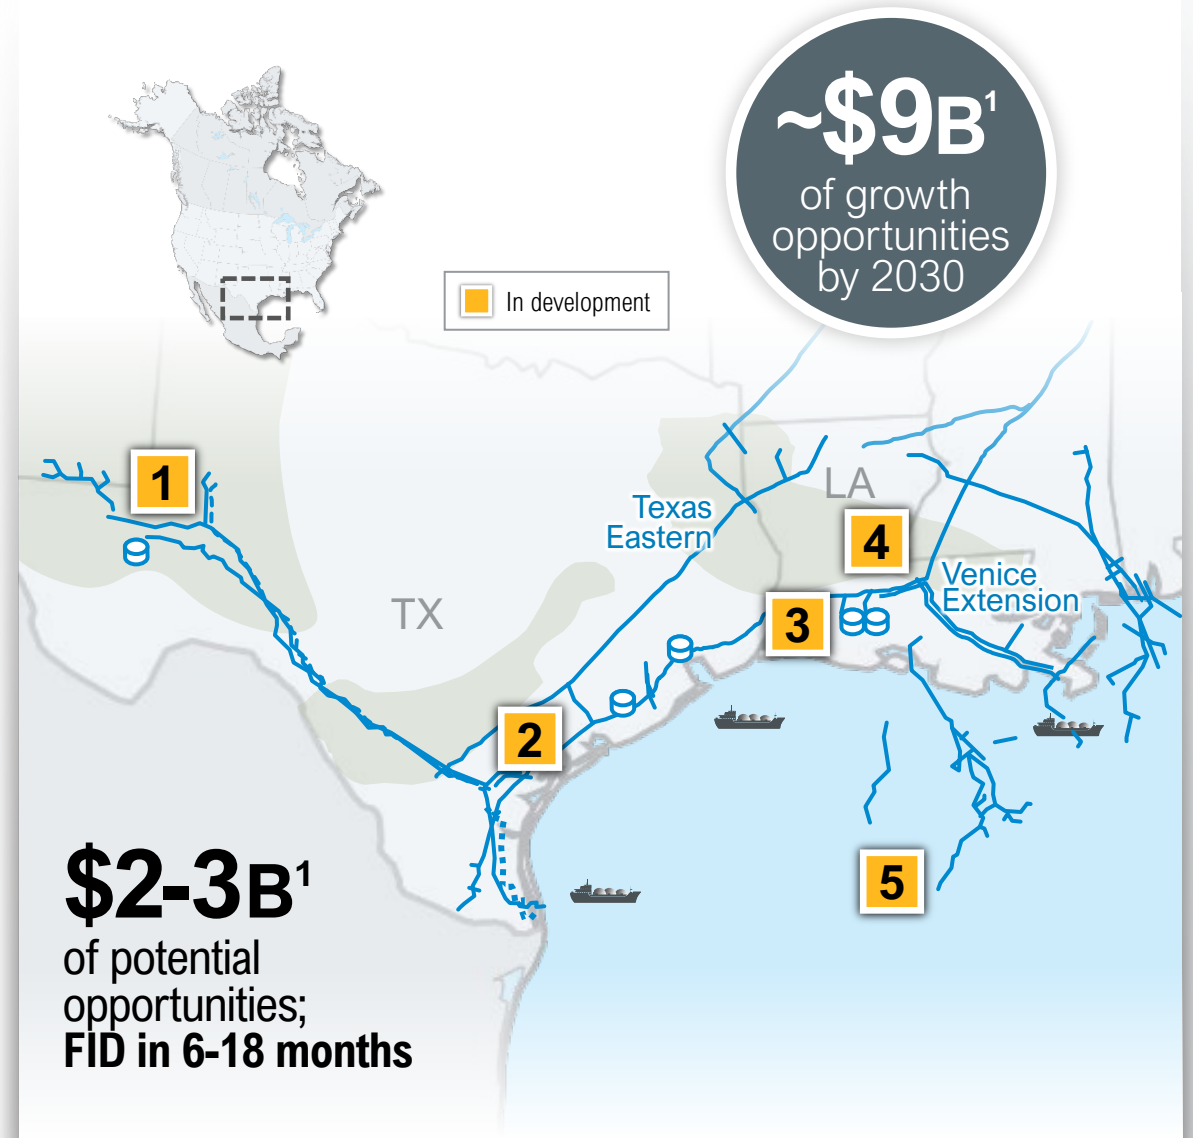 ~$9B¹
of growth
opportunities
by 2030
In development
1
LA
Texas
Eastern
4
Venice
Extension
TX
3
2
5
$2-3B¹
of potential
opportunities;
FID in 6-18 months